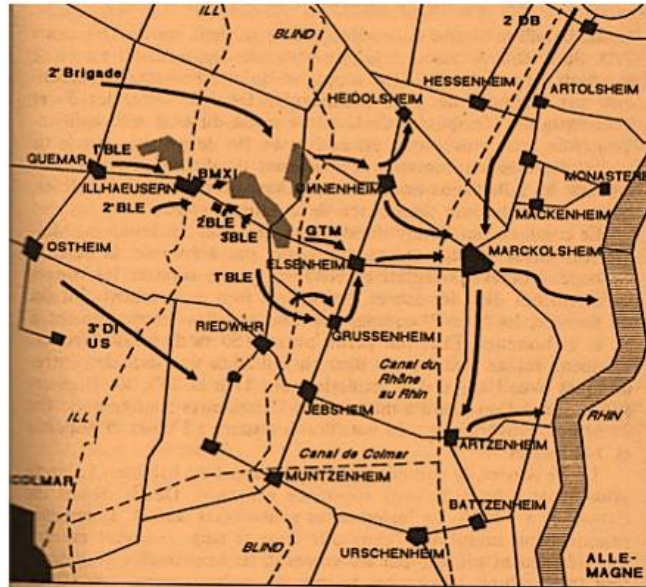 ILL
BLIND
2 DB
2e Brigade
HESSENHEIM
ARTOLSHEIM
HEIDOLSHEIM
1e BLE
GUEMAR
BMXI
ILLHAEUSERN
MONASTERE
OHNENHEIM
MACKENHEIM
2e BLE
2BLE
3BLE
GTM
OSTHEIM
ELSENHEIM
MARCKOLSHEIM
1e BLE
3e DI
US
RIEDWIHR
GRUSSENHEIM
Canal du
Rhône
au Rhin
ILL
JEBSHEIM
RHIN
ARTZENHEIM
Canal de Colmar
COLMAR
MUNTZENHEIM
BATTZENHEIM
BLIND
URSCHENHEIM
ALLE-
MAGNE